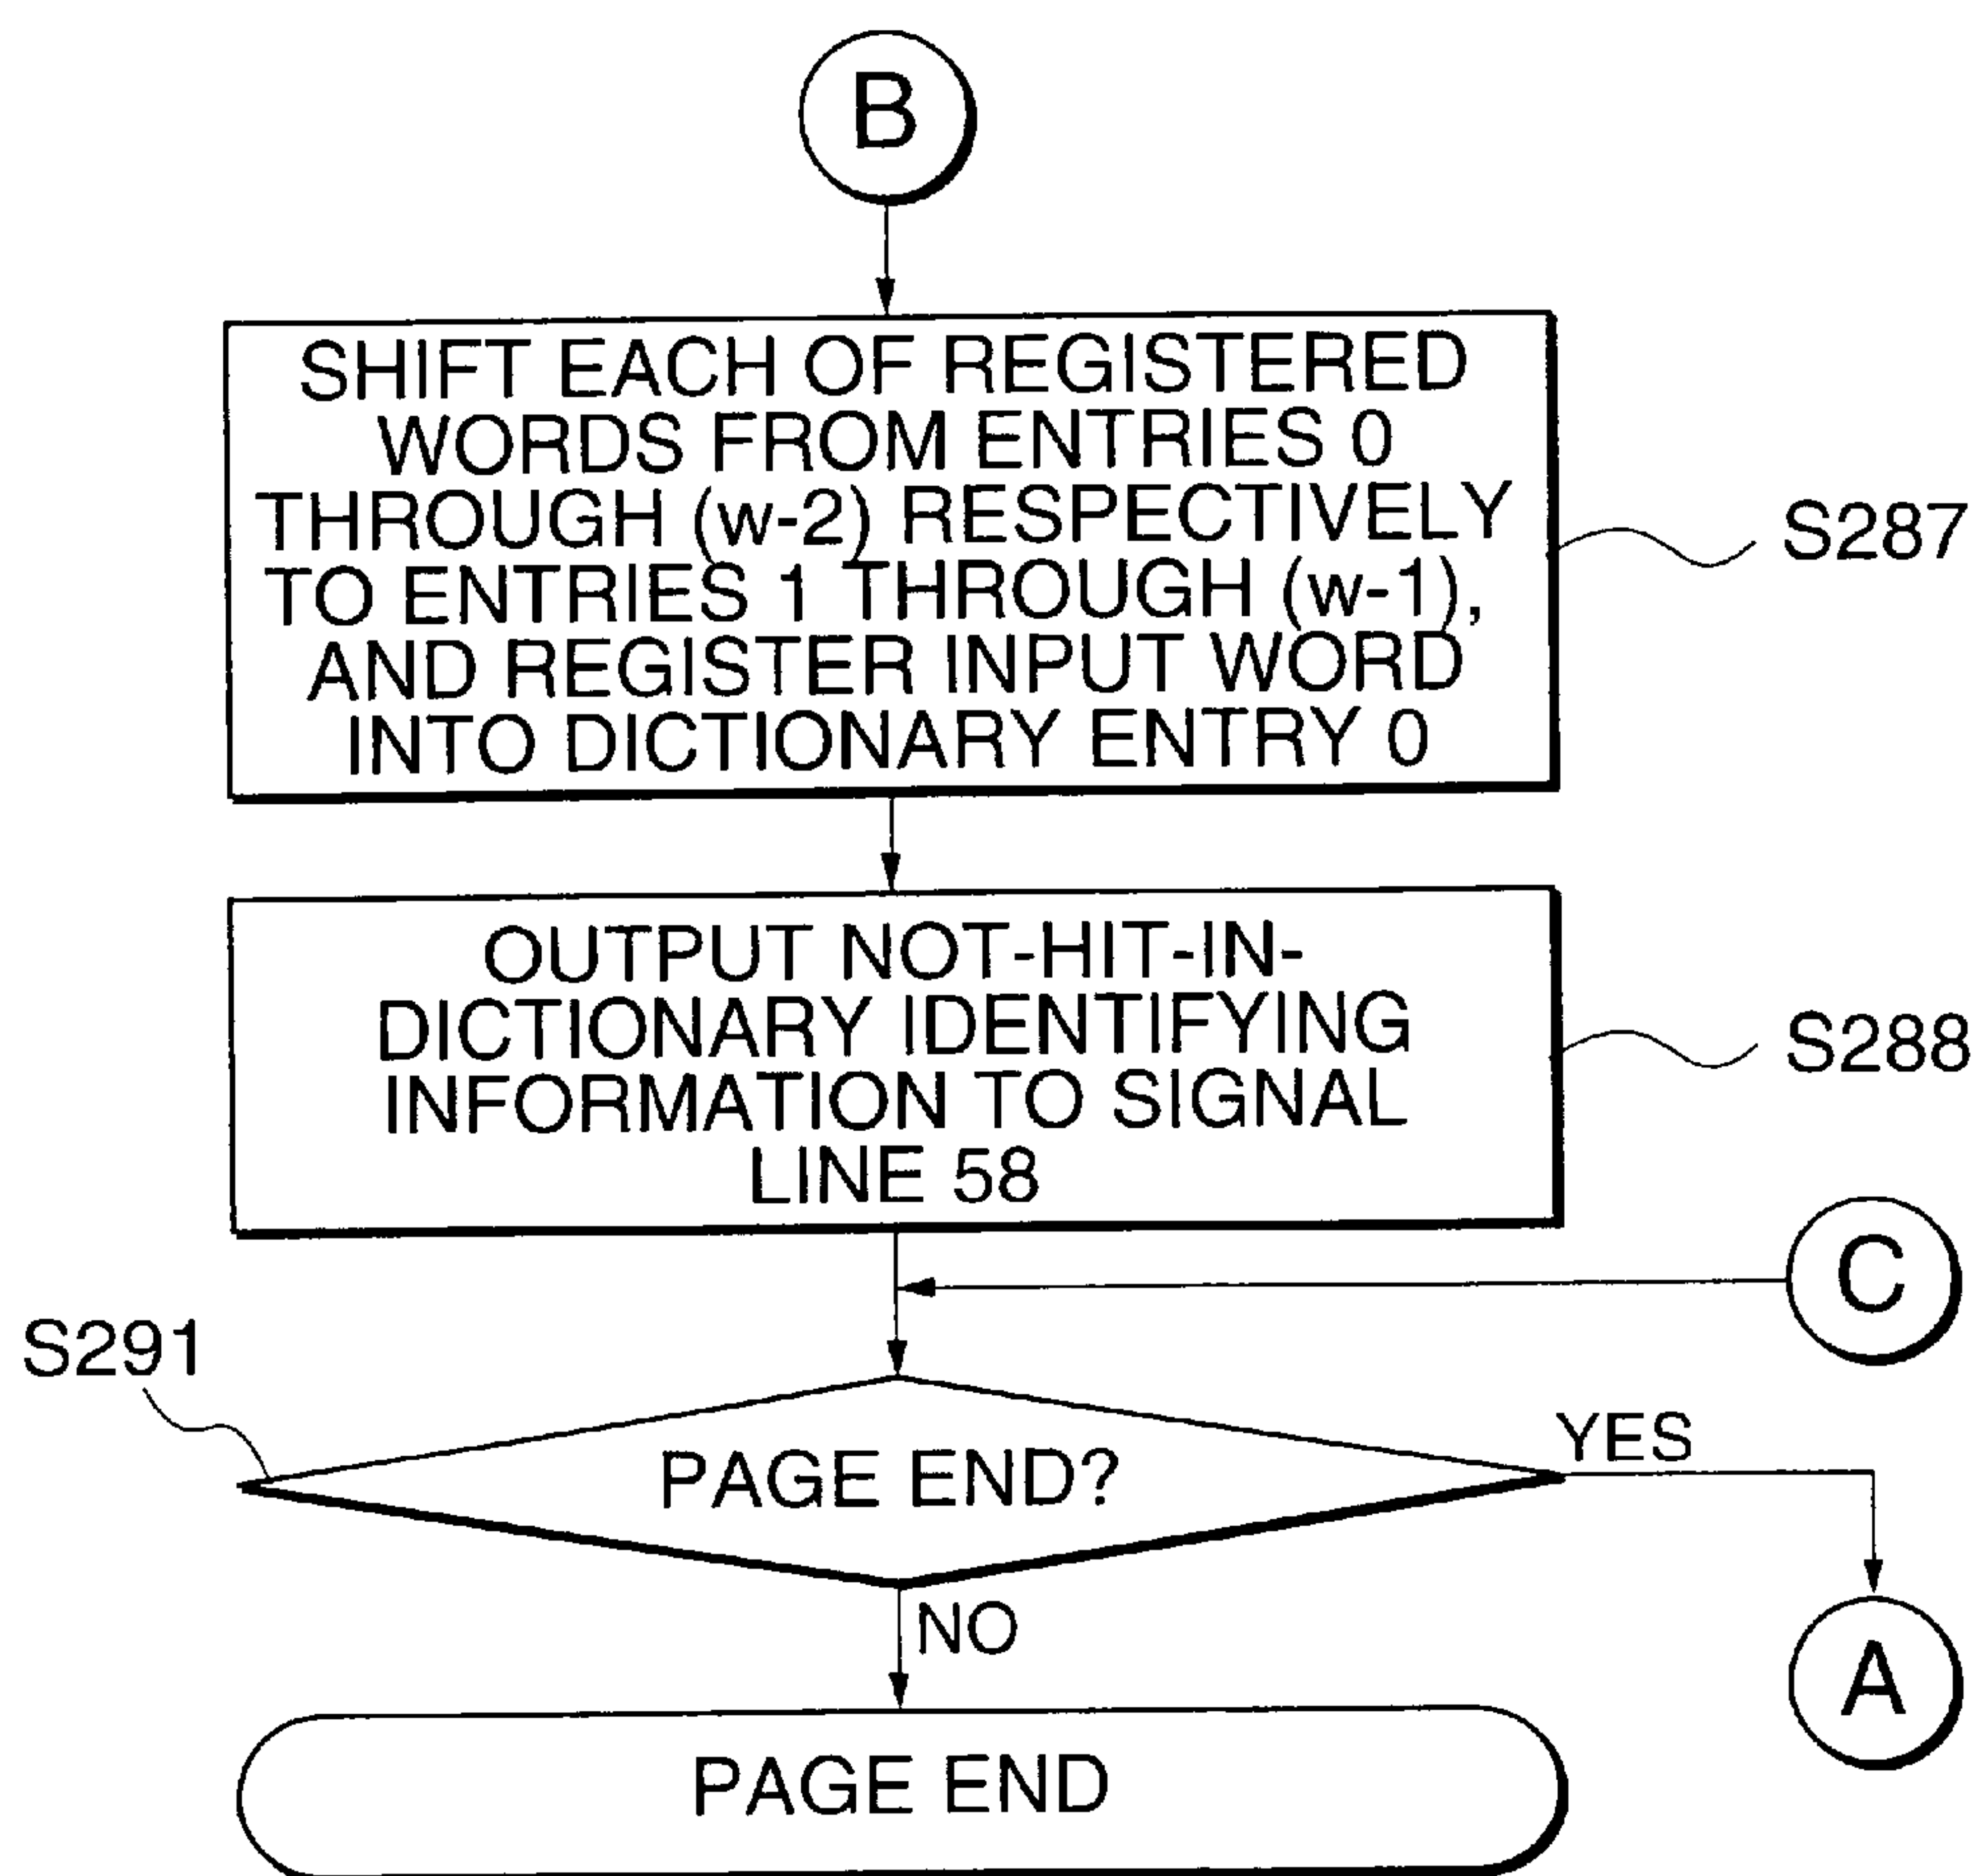 B
SHIFT EACH OF REGISTERED
WORDS FROM ENTRIES 0
THROUGH (w-2) RESPECTIVELY
TO ENTRIES 1 THROUGH (w-1),
AND REGISTER INPUT WORD
INTO DICTIONARY ENTRY 0
S287
OUTPUT NOT-HIT-IN-
DICTIONARY IDENTIFYING
INFORMATION TO SIGNAL
LINE 58
S288
C
S291
PAGE END?
YES
NO
A
PAGE END